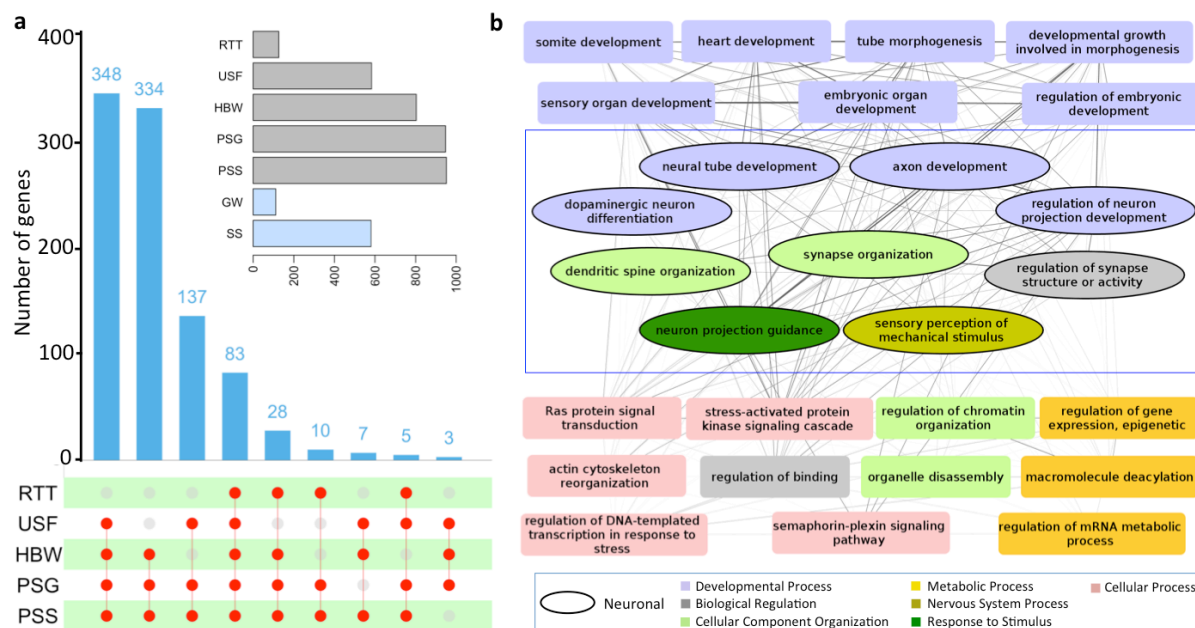 a
400
300
200
100
0
Number of genes
348
334
137
83
28
10
7
5
3
RTT
USF
HBW
PSG
PSS
GW
SS
0
200
400
600
800
1000
RTT
USF
HBW
PSG
PSS
b
somite development
heart development
tube morphogenesis
developmental growth
involved in morphogenesis
sensory organ development
embryonic organ
development
regulation of embryonic
development
neural tube development
axon development
dopaminergic neuron
differentiation
regulation of neuron
projection development
dendritic spine organization
synapse organization
regulation of synapse
structure or activity
neuron projection guidance
sensory perception of
mechanical stimulus
Ras protein signal
transduction
stress-activated protein
kinase signaling cascade
regulation of chromatin
organization
regulation of gene
expression, epigenetic
actin cytoskeleton
reorganization
regulation of binding
organelle disassembly
macromolecule deacylation
regulation of DNA-templated
transcription in response to
stress
semaphorin-plexin signaling
pathway
regulation of mRNA metabolic
process
Neuronal
Developmental Process
Biological Regulation
Cellular Component Organization
Metabolic Process
Nervous System Process
Response to Stimulus
Cellular Process